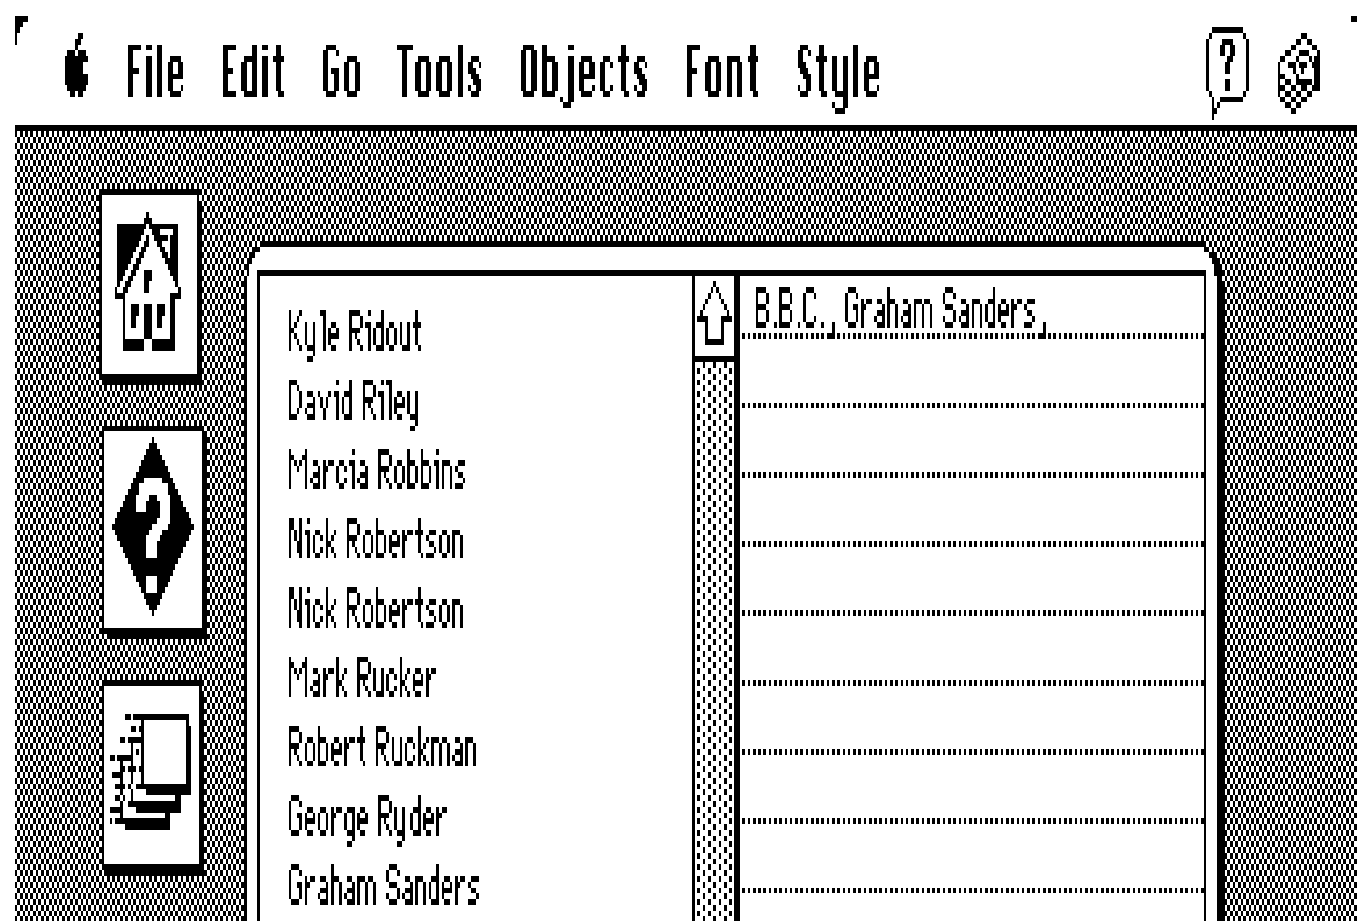 File Edit Go Tools Objects Font Style ?
?
Kyle Ridout
David Riley
Marcia Robbins
Nick Robertson
Nick Robertson
Mark Rucker
Robert Ruckman
George Ryder
Graham Sanders
B.B.C., Graham Sanders,